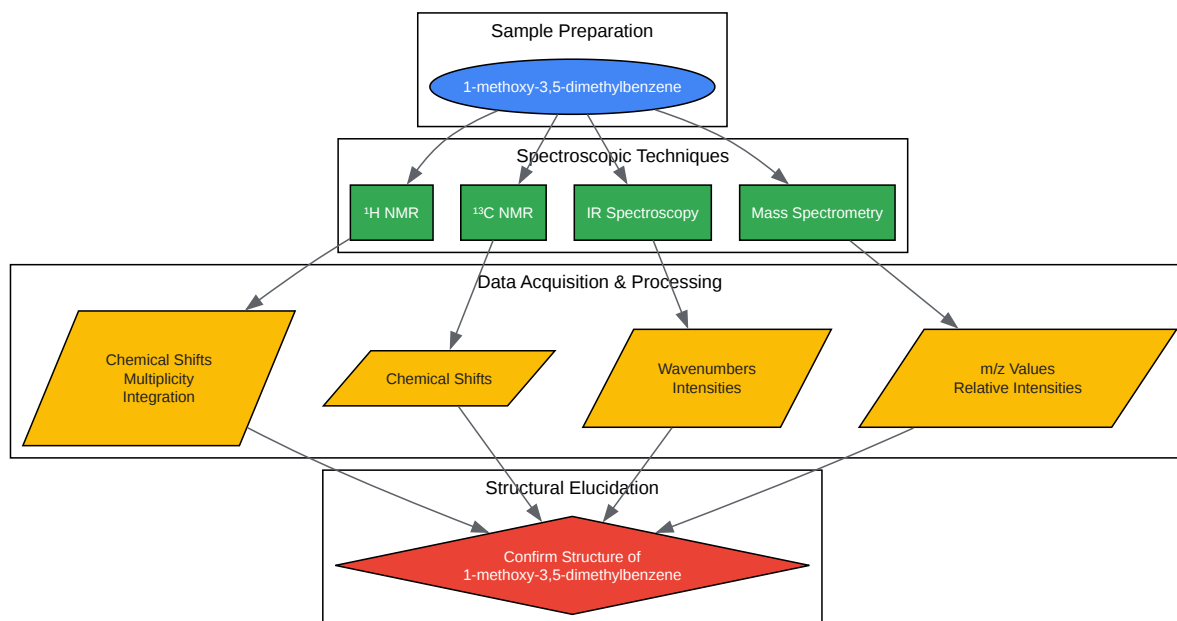 Sample Preparation
1-methoxy-3,5-dimethylbenzene
Spectroscopic Techniques
¹H NMR
¹³C NMR
IR Spectroscopy
Mass Spectrometry
Data Acquisition & Processing
Chemical Shifts
Multiplicity
Integration
Chemical Shifts
Wavenumbers
Intensities
m/z Values
Relative Intensities
Structural Elucidation
Confirm Structure of
1-methoxy-3,5-dimethylbenzene